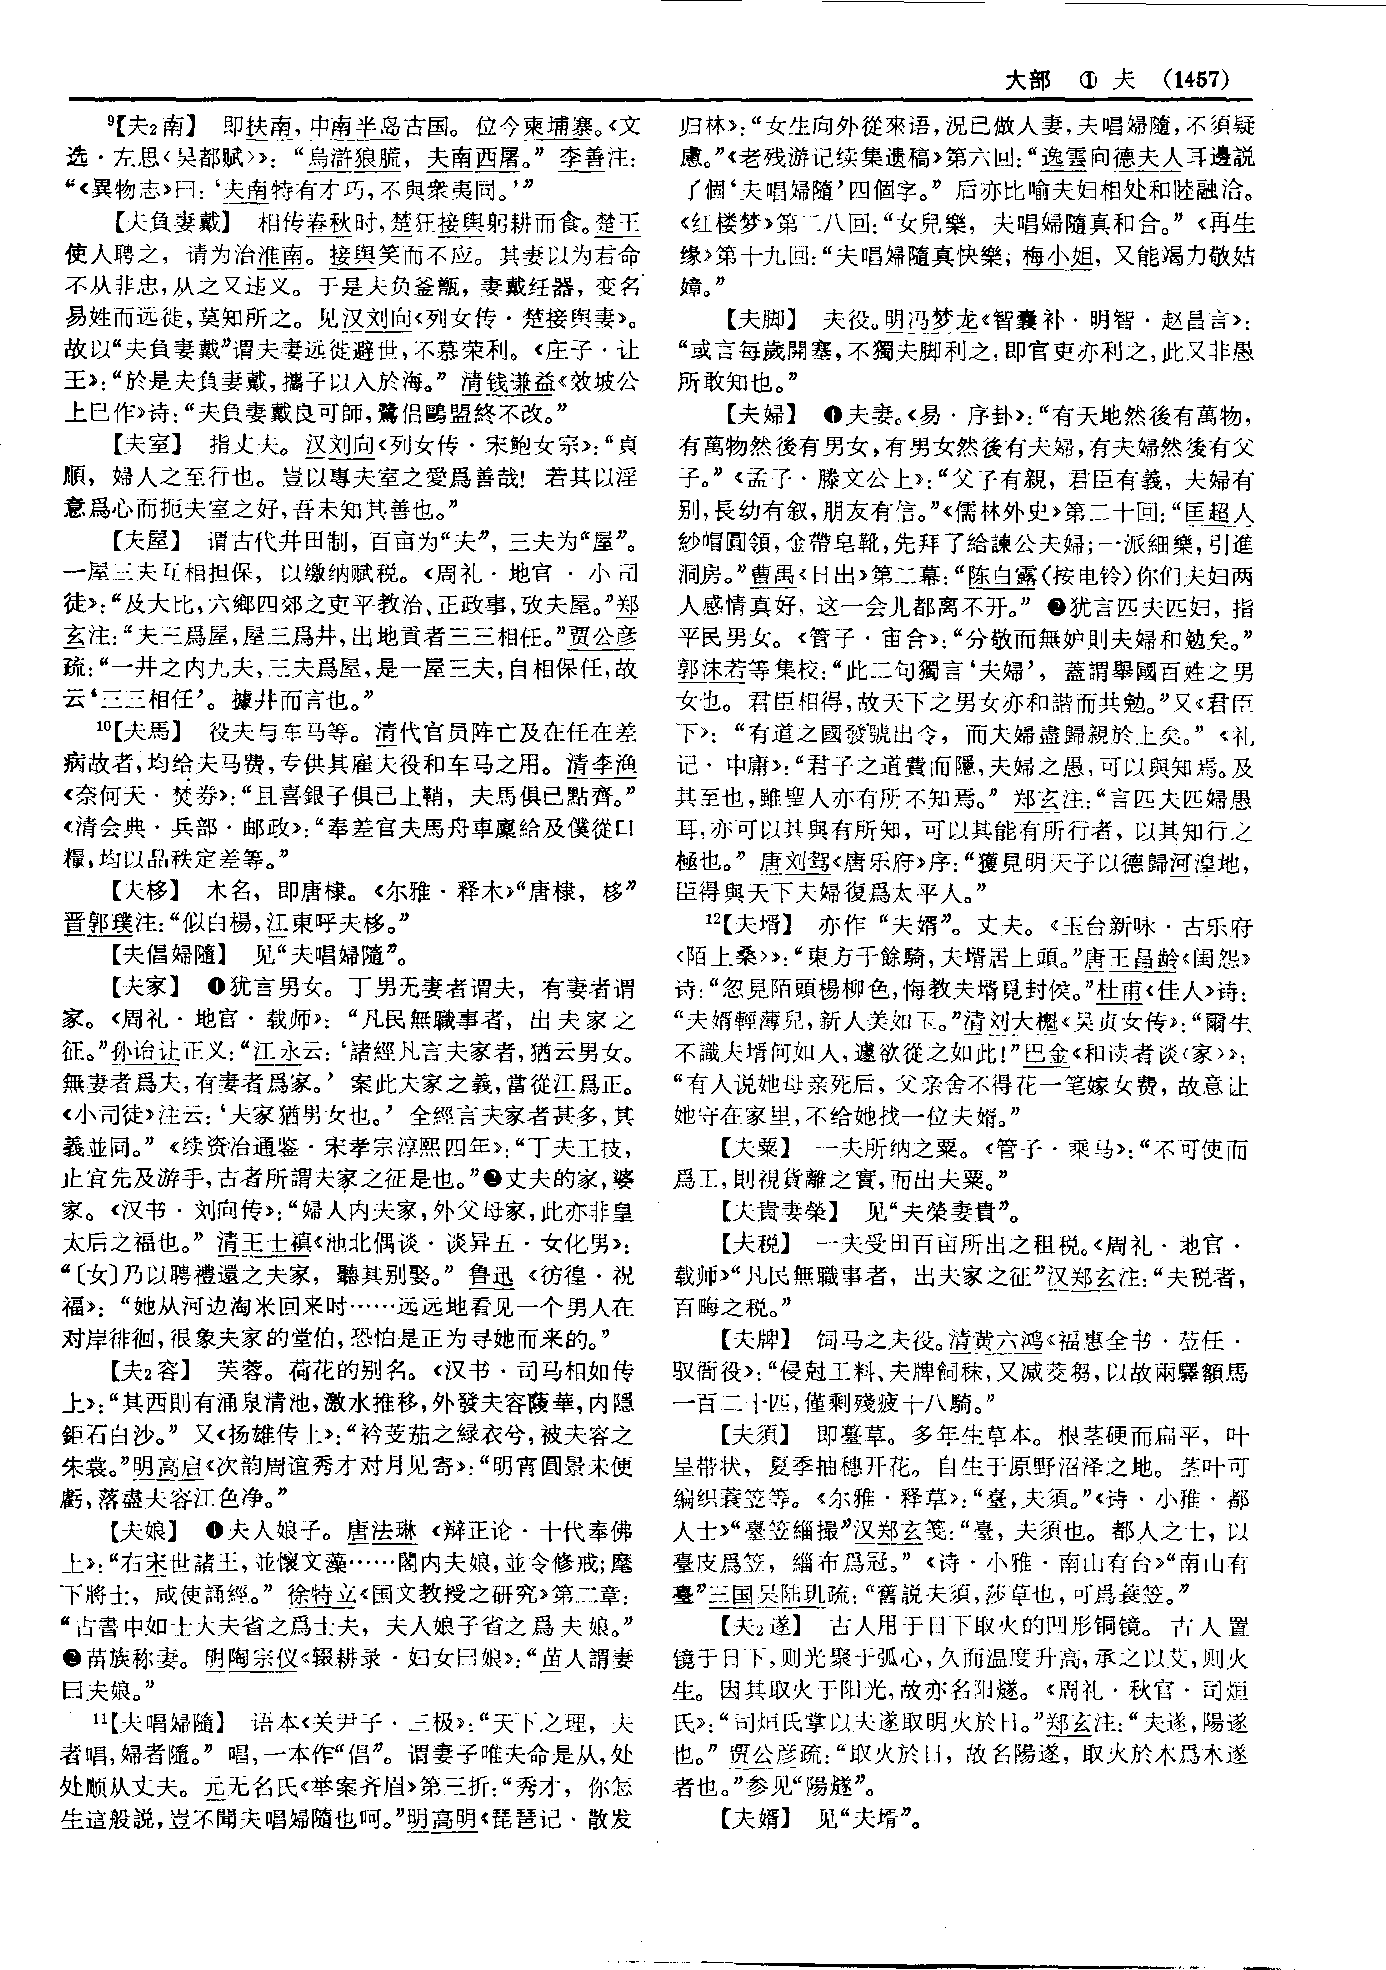 大部　①　夫　(1457)
⁹【夫₂南】　即扶南，中南半岛古国。位今柬埔寨。《文
选·左思〈吴都赋〉》：“烏滸狼腨，夫南西屠。”李善注：
“《異物志》曰：‘夫南特有才巧，不與衆夷同。’”
【夫負妻戴】　相传春秋时，楚狂接舆躬耕而食。楚王
使人聘之，请为治淮南。接舆笑而不应。其妻以为君命
不从非忠，从之又违义。于是夫负釜甑，妻戴纴器，变名
易姓而远徙，莫知所之。见汉刘向《列女传·楚接舆妻》。
故以“夫負妻戴”谓夫妻远徙避世，不慕荣利。《庄子·让
王》：“於是夫負妻戴，攜子以入於海。”清钱谦益《效坡公
上巳作》诗：“夫負妻戴良可師，鷺侣鷗盟終不改。”
【夫室】　指丈夫。汉刘向《列女传·宋鲍女宗》：“貞
順，婦人之至行也。豈以專夫室之愛爲善哉！若其以淫
意爲心而扼夫室之好，吾未知其善也。”
【夫屋】　谓古代井田制，百亩为“夫”，三夫为“屋”。
一屋三夫互相担保，以缴纳赋税。《周礼·地官·小司
徒》：“及大比，六鄉四郊之吏平教治、正政事，攷夫屋。”郑
玄注：“夫三爲屋，屋三爲井，出地貢者三三相任。”贾公彦
疏：“一井之内九夫，三夫爲屋，是一屋三夫，自相保任，故
云‘三三相任’。據井而言也。”
¹⁰【夫馬】　役夫与车马等。清代官员阵亡及在任在差
病故者，均给夫马费，专供其雇夫役和车马之用。清李渔
《奈何天·焚券》：“且喜銀子俱已上鞘，夫馬俱已點齊。”
《清会典·兵部·邮政》：“奉差官夫馬舟車廩給及僕從口
糧，均以品秩定差等。”
【夫栘】　木名，即唐棣。《尔雅·释木》“唐棣，栘”
晋郭璞注：“似白楊，江東呼夫栘。”
【夫倡婦隨】　见“夫唱婦隨”。
【夫家】　❶犹言男女。丁男无妻者谓夫，有妻者谓
家。《周礼·地官·载师》：“凡民無職事者，出夫家之
征。”孙诒让正义：“江永云：‘諸經凡言夫家者，猶云男女。
無妻者爲夫，有妻者爲家。’案此夫家之義，當從江爲正。
《小司徒》注云：‘夫家猶男女也。’全經言夫家者甚多，其
義並同。”《续资治通鉴·宋孝宗淳熙四年》：“丁夫工技，
止宜先及游手，古者所謂夫家之征是也。”❷丈夫的家，婆
家。《汉书·刘向传》：“婦人内夫家，外父母家，此亦非皇
太后之福也。”清王士禛《池北偶谈·谈异五·女化男》：
“〔女〕乃以聘禮還之夫家，聽其别娶。”鲁迅《彷徨·祝
福》：“她从河边淘米回来时……远远地看见一个男人在
对岸徘徊，很象夫家的堂伯，恐怕是正为寻她而来的。”
【夫₂容】　芙蓉。荷花的别名。《汉书·司马相如传
上》：“其西則有涌泉清池，激水推移，外發夫容蔆華，内隱
鉅石白沙。”又《扬雄传上》：“衿芰茄之緑衣兮，被夫容之
朱裳。”明高启《次韵周谊秀才对月见寄》：“明宵圓景未便
虧，落盡夫容江色净。”
【夫娘】　❶夫人娘子。唐法琳《辩正论·十代奉佛
上》：“右宋世諸王，並懷文藻……閤内夫娘，並令修戒；麾
下將士，咸使誦經。”徐特立《国文教授之研究》第二章：
“古書中如士大夫省之爲士夫，夫人娘子省之爲夫娘。”
❷苗族称妻。明陶宗仪《辍耕录·妇女曰娘》：“苗人謂妻
曰夫娘。”
¹¹【夫唱婦隨】　语本《关尹子·三极》：“天下之理，夫
者唱，婦者隨。”唱，一本作“倡”。谓妻子唯夫命是从，处
处顺从丈夫。元无名氏《举案齐眉》第三折：“秀才，你怎
生這般説，豈不聞夫唱婦隨也呵。”明高明《琵琶记·散发
归林》：“女生向外從來语，况已做人妻，夫唱婦隨，不須疑
慮。”《老残游记续集遗稿》第六回：“逸雲向德夫人耳邊説
了個‘夫唱婦隨’四個字。”后亦比喻夫妇相处和睦融洽。
《红楼梦》第二八回：“女兒樂，夫唱婦隨真和合。”《再生
缘》第十九回：“夫唱婦隨真快樂；梅小姐，又能竭力敬姑
嫜。”
【夫脚】　夫役。明冯梦龙《智囊补·明智·赵昌言》：
“或言每歲開塞，不獨夫脚利之，即官吏亦利之，此又非愚
所敢知也。”
【夫婦】　❶夫妻。《易·序卦》：“有天地然後有萬物，
有萬物然後有男女，有男女然後有夫婦，有夫婦然後有父
子。”《孟子·滕文公上》：“父子有親，君臣有義，夫婦有
别，長幼有叙，朋友有信。”《儒林外史》第二十回：“匡超人
紗帽圓領，金帶皂靴，先拜了給諫公夫婦；一派細樂，引進
洞房。”曹禺《日出》第二幕：“陈白露（按电铃）你们夫妇两
人感情真好，这一会儿都离不开。”❷犹言匹夫匹妇，指
平民男女。《管子·宙合》：“分敬而無妒則夫婦和勉矣。”
郭沫若等集校：“此二句獨言‘夫婦’，蓋謂舉國百姓之男
女也。君臣相得，故天下之男女亦和諧而共勉。”又《君臣
下》：“有道之國發號出令，而夫婦盡歸親於上矣。”《礼
记·中庸》：“君子之道費而隱，夫婦之愚，可以與知焉。及
其至也，雖聖人亦有所不知焉。”郑玄注：“言匹夫匹婦愚
耳，亦可以其與有所知，可以其能有所行者，以其知行之
極也。”唐刘驾《唐乐府》序：“獲見明天子以德歸河湟地，
臣得與天下夫婦復爲太平人。”
¹²【夫壻】　亦作“夫婿”。丈夫。《玉台新咏·古乐府
〈陌上桑〉》：“東方千餘騎，夫壻居上頭。”唐王昌龄《闺怨》
诗：“忽見陌頭楊柳色，悔教夫壻覓封侯。”杜甫《佳人》诗：
“夫婿輕薄兒，新人美如玉。”清刘大櫆《吴贞女传》：“爾生
不識夫壻何如人，遽欲從之如此！”巴金《和读者谈〈家〉》：
“有人说她母亲死后，父亲舍不得花一笔嫁女费，故意让
她守在家里，不给她找一位夫婿。”
【夫粟】　一夫所纳之粟。《管子·乘马》：“不可使而
爲工，則視貨離之實，而出夫粟。”
【夫貴妻榮】　见“夫榮妻貴”。
【夫税】　一夫受田百亩所出之租税。《周礼·地官·
载师》“凡民無職事者，出夫家之征”汉郑玄注：“夫税者，
百畮之税。”
【夫牌】　饲马之夫役。清黄六鸿《福惠全书·莅任·
驭衙役》：“侵尅工料、夫牌飼秣，又减茭芻，以故兩驛額馬
一百二十匹，僅剩殘疲十八騎。”
【夫須】　即薹草。多年生草本。根茎硬而扁平，叶
呈带状，夏季抽穗开花。自生于原野沼泽之地。茎叶可
编织蓑笠等。《尔雅·释草》：“薹，夫須。”《诗·小雅·都
人士》“臺笠緇撮”汉郑玄笺：“臺，夫須也。都人之士，以
臺皮爲笠，緇布爲冠。”《诗·小雅·南山有台》“南山有
臺”三国吴陆玑疏：“舊説夫須，莎草也，可爲蓑笠。”
【夫₂遂】　古人用于日下取火的凹形铜镜。古人置
镜于日下，则光聚于弧心，久而温度升高，承之以艾，则火
生。因其取火于阳光，故亦名阳燧。《周礼·秋官·司烜
氏》：“司烜氏掌以夫遂取明火於日。”郑玄注：“夫遂，陽遂
也。”贾公彦疏：“取火於日，故名陽遂，取火於木爲木遂
者也。”参见“陽燧”。
【夫婿】　见“夫壻”。